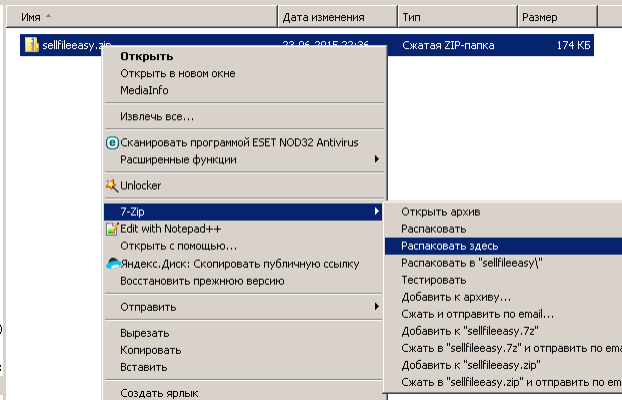 Имя Дата изменения Тип Размер
sellfileeasy.zip 23.06.2015 22:36 Сжатая ZIP-папка 174 КБ
Открыть
Открыть в новом окне
MediaInfo
Извлечь все...
Сканировать программой ESET NOD32 Antivirus
Расширенные функции
Unlocker
7-Zip
Edit with Notepad++
Открыть с помощью...
Яндекс.Диск: Скопировать публичную ссылку
Восстановить прежнюю версию
Отправить
Вырезать
Копировать
Вставить
Создать ярлык
Открыть архив
Распаковать
Распаковать здесь
Распаковать в "sellfileeasy\"
Тестировать
Добавить к архиву...
Сжать и отправить по email...
Добавить к "sellfileeasy.7z"
Сжать в "sellfileeasy.7z" и отправить по ema
Добавить к "sellfileeasy.zip"
Сжать в "sellfileeasy.zip" и отправить по em